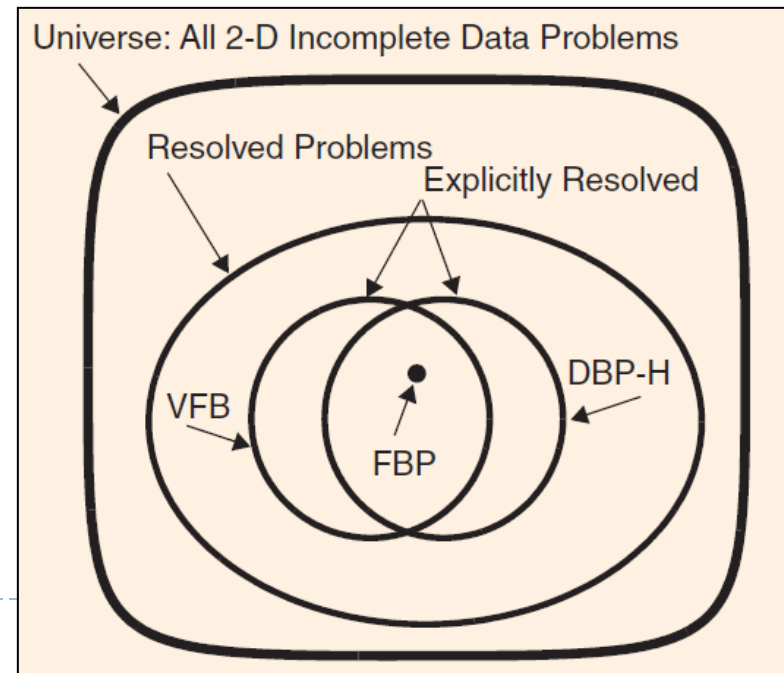 Universe: All 2-D Incomplete Data Problems
Resolved Problems
Explicitly Resolved
DBP-H
VFB
FBP